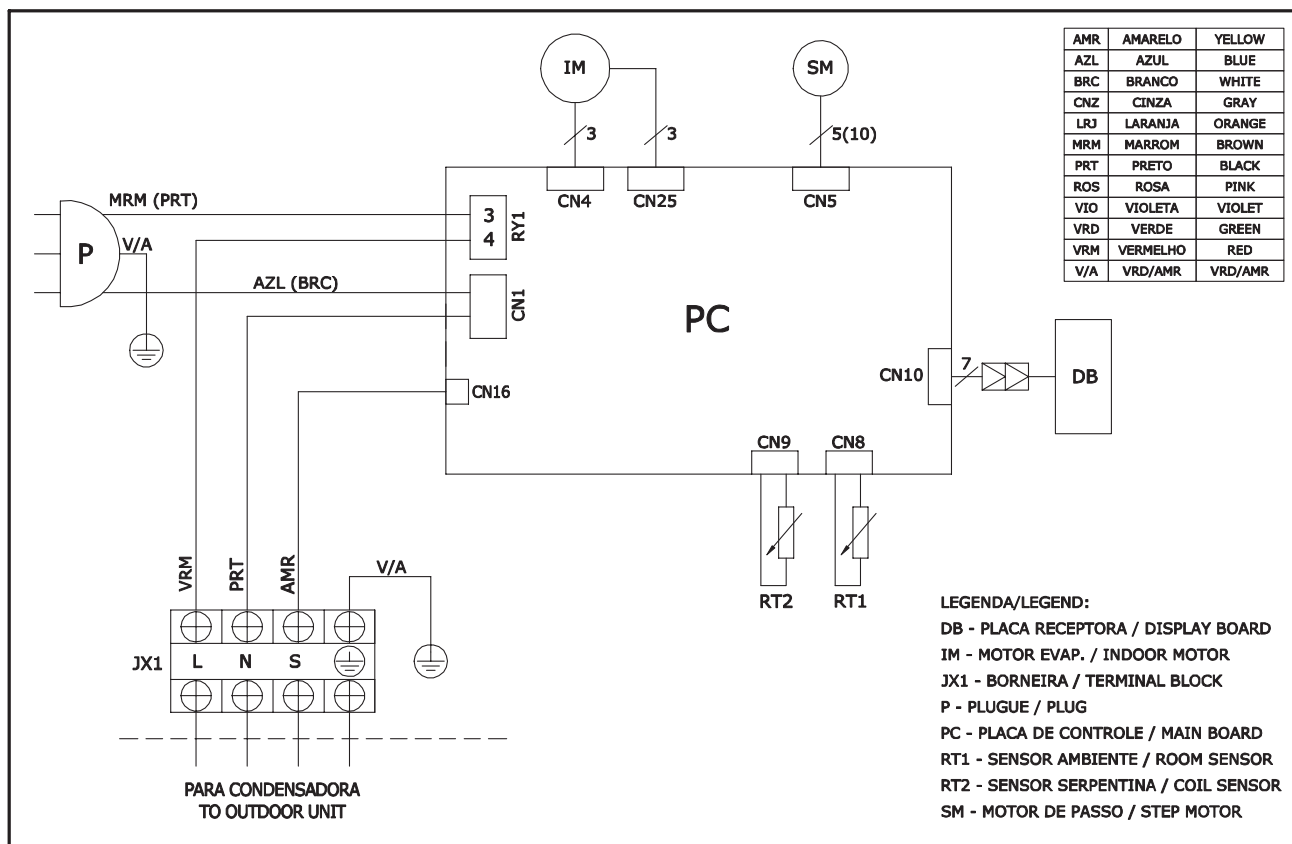 IM
SM
3
3
5(10)
CN4
CN25
CN5
AMR AMARELO YELLOW
AZL AZUL BLUE
BRC BRANCO WHITE
CNZ CINZA GRAY
LRJ LARANJA ORANGE
MRM MARROM BROWN
PRT PRETO BLACK
ROS ROSA PINK
VIO VIOLETA VIOLET
VRD VERDE GREEN
VRM VERMELHO RED
V/A VRD/AMR VRD/AMR
MRM (PRT)
P
V/A
AZL (BRC)
3
4
RY1
CN1
PC
CN16
CN10
7
DB
CN9
CN8
RT2
RT1
VRM
PRT
AMR
V/A
JX1
L
N
S
PARA CONDENSADORA
TO OUTDOOR UNIT
LEGENDA/LEGEND:
DB - PLACA RECEPTORA / DISPLAY BOARD
IM - MOTOR EVAP. / INDOOR MOTOR
JX1 - BORNEIRA / TERMINAL BLOCK
P - PLUGUE / PLUG
PC - PLACA DE CONTROLE / MAIN BOARD
RT1 - SENSOR AMBIENTE / ROOM SENSOR
RT2 - SENSOR SERPENTINA / COIL SENSOR
SM - MOTOR DE PASSO / STEP MOTOR